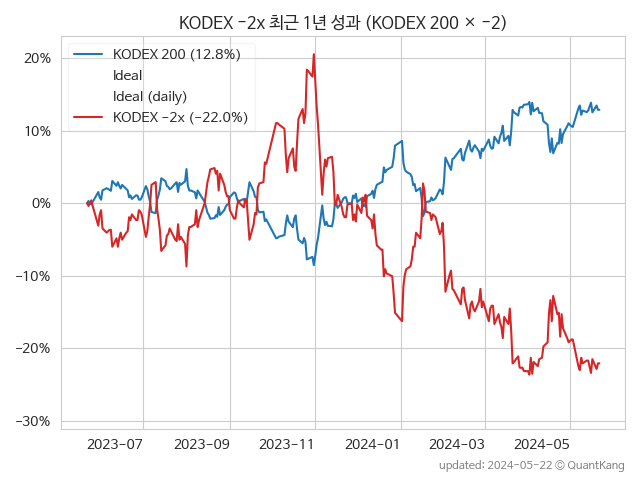 KODEX -2x 최근 1년 성과 (KODEX 200 × -2)
KODEX 200 (12.8%)
Ideal
Ideal (daily)
KODEX -2x (-22.0%)
20%
10%
0%
-10%
-20%
-30%
2023-07 2023-09 2023-11 2024-01 2024-03 2024-05
updated: 2024-05-22 ⓒ QuantKang